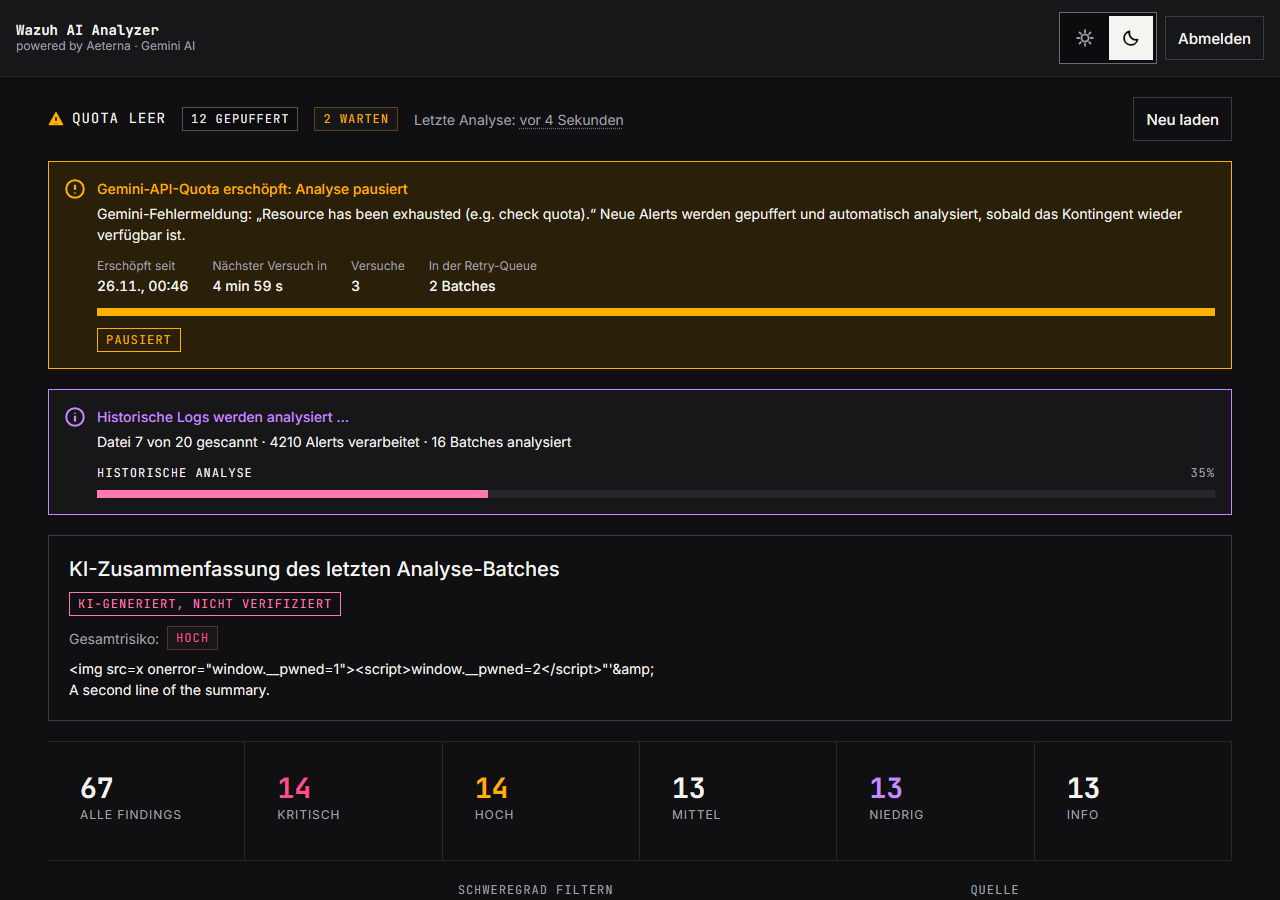 Wazuh AI Analyzer
powered by Aeterna · Gemini AI
Abmelden
QUOTA LEER
12 GEPUFFERT
2 WARTEN
Letzte Analyse: vor 4 Sekunden
Neu laden
Gemini-API-Quota erschöpft: Analyse pausiert
Gemini-Fehlermeldung: „Resource has been exhausted (e.g. check quota).“ Neue Alerts werden gepuffert und automatisch analysiert, sobald das Kontingent wieder
verfügbar ist.
Erschöpft seit
26.11., 00:46
Nächster Versuch in
4 min 59 s
Versuche
3
In der Retry-Queue
2 Batches
PAUSIERT
Historische Logs werden analysiert ...
Datei 7 von 20 gescannt · 4210 Alerts verarbeitet · 16 Batches analysiert
HISTORISCHE ANALYSE
35%
KI-Zusammenfassung des letzten Analyse-Batches
KI-GENERIERT, NICHT VERIFIZIERT
Gesamtrisiko: HOCH
<img src=x onerror="window.__pwned=1"><script>window.__pwned=2</script>"'&amp;
A second line of the summary.
67
ALLE FINDINGS
14
KRITISCH
14
HOCH
13
MITTEL
13
NIEDRIG
13
INFO
SCHWEREGRAD FILTERN
QUELLE